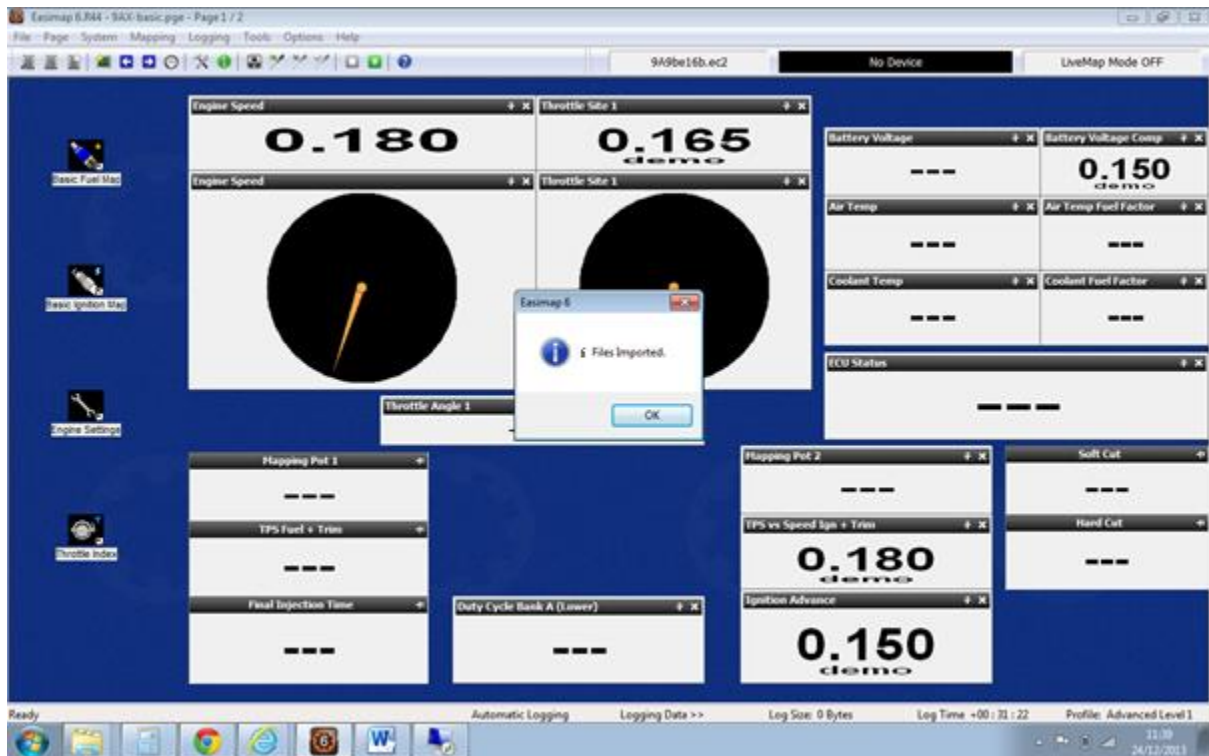 Easimap 6.R44 - 9AX-basic.pge - Page 1 / 2
File Page System Mapping Logging Tools Options Help
9A9be16b.ec2 No Device LiveMap Mode OFF
Engine Speed Throttle Site 1
0.180 0.165
demo
Battery Voltage Battery Voltage Comp
--- 0.150
demo
Basic Fuel Map
Engine Speed Throttle Site 1
Air Temp Air Temp Fuel Factor
--- ---
Basic Ignition Map
Coolant Temp Coolant Fuel Factor
--- ---
Easimap 6
6 Files Imported.
OK
ECU Status
---
Engine Settings
Throttle Angle 1
Mapping Pot 1 Mapping Pot 2 Soft Cut
--- --- ---
Throttle Index
TPS Fuel + Trim TPS vs Speed Ign + Trim Hard Cut
--- 0.180 ---
demo
Final Injection Time Duty Cycle Bank A (Lower) Ignition Advance
--- --- 0.150
demo
Ready Automatic Logging Logging Data >> Log Size: 0 Bytes Log Time +00:31:22 Profile: Advanced Level 1
11:39
24/12/2013